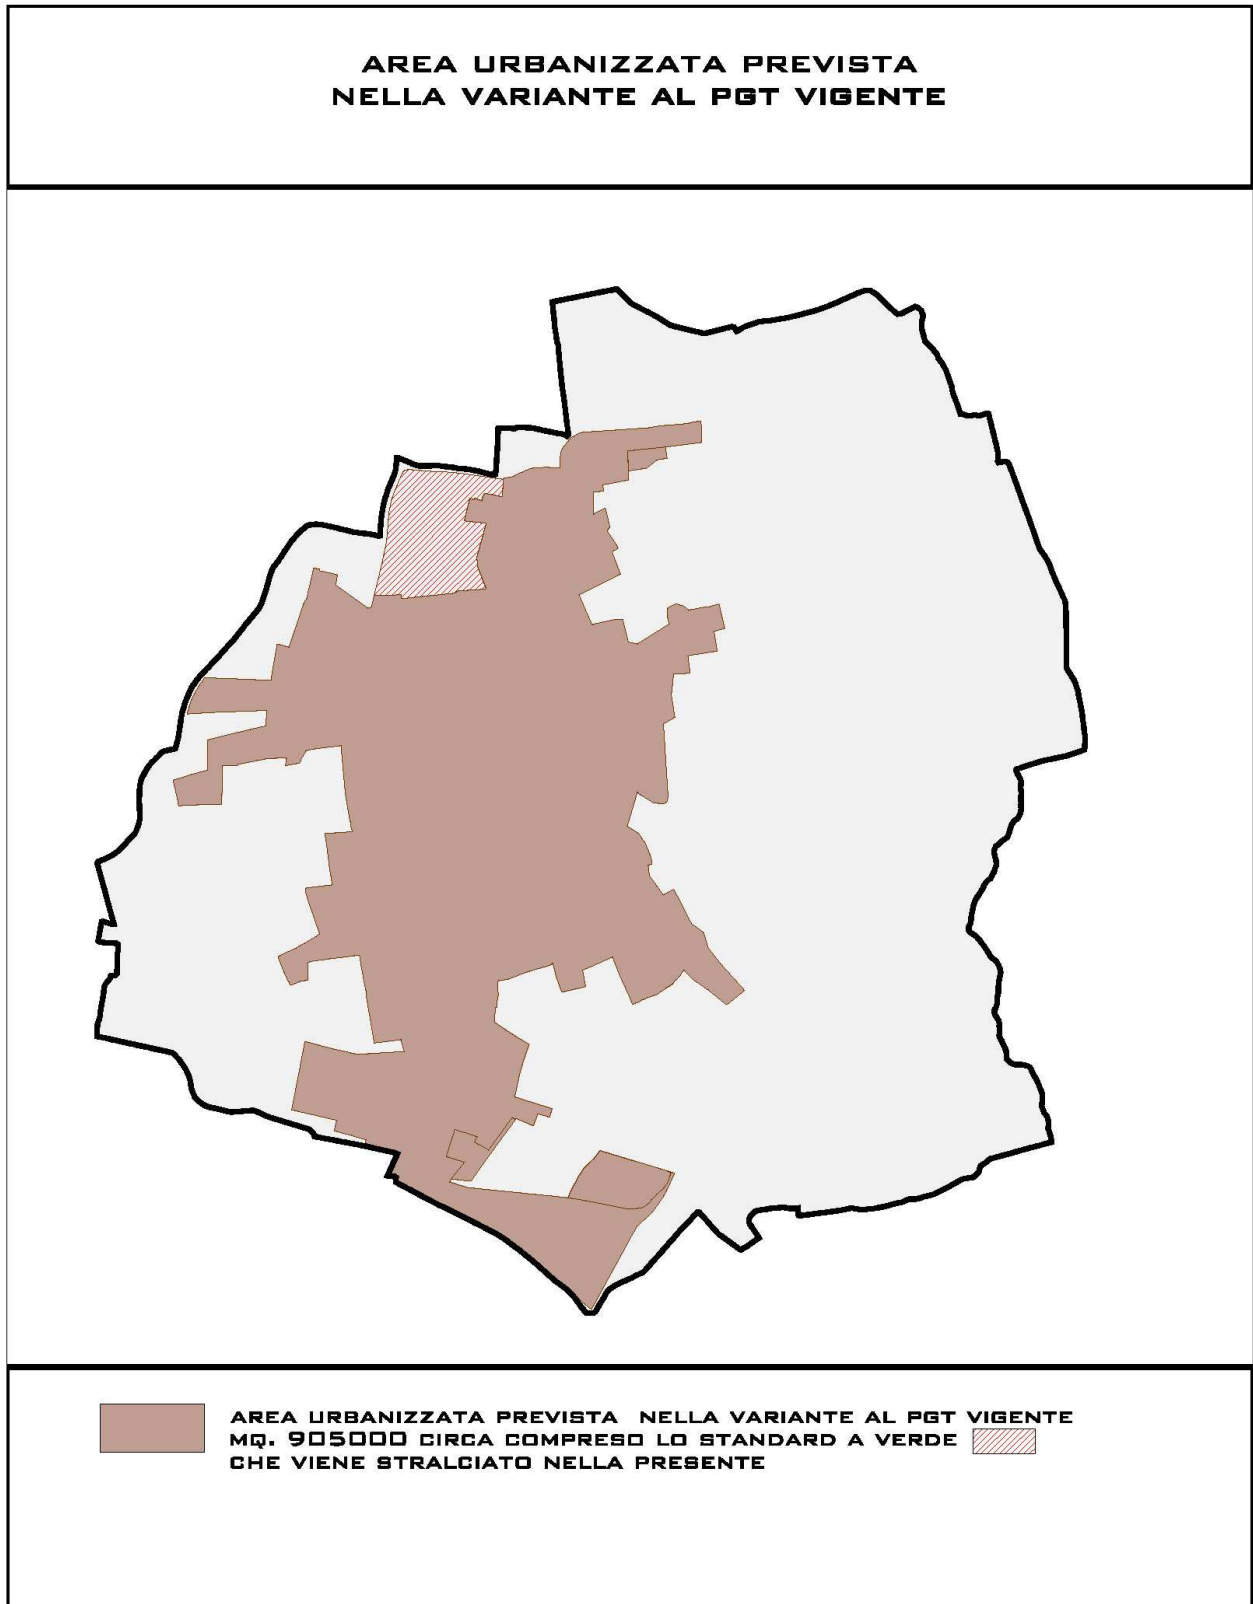 AREA URBANIZZATA PREVISTA
NELLA VARIANTE AL PGT VIGENTE
AREA URBANIZZATA PREVISTA NELLA VARIANTE AL PGT VIGENTE
MQ. 905000 CIRCA COMPRESO LO STANDARD A VERDE
CHE VIENE STRALCIATO NELLA PRESENTE